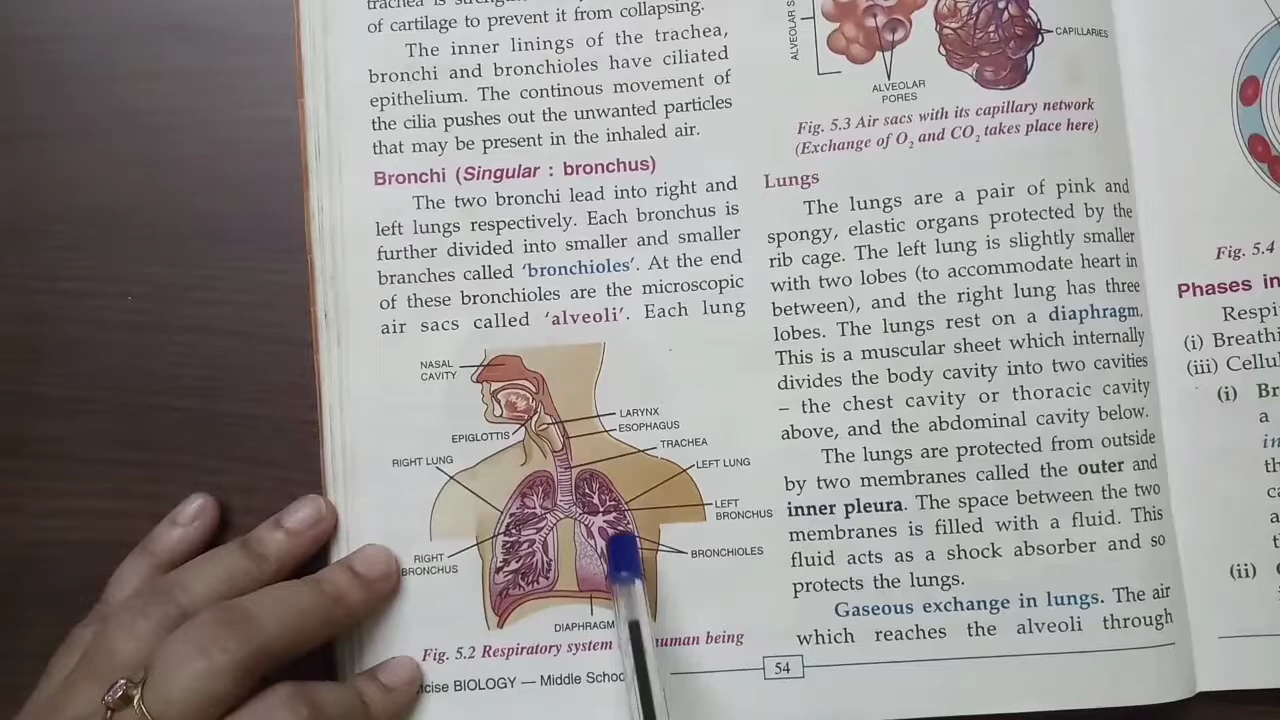 of cartilage to prevent it from collapsing.
The inner linings of the trachea,
bronchi and bronchioles have ciliated
epithelium. The continous movement of
the cilia pushes out the unwanted particles
that may be present in the inhaled air.
Bronchi (Singular : bronchus)
The two bronchi lead into right and
left lungs respectively. Each bronchus is
further divided into smaller and smaller
branches called 'bronchioles'. At the end
of these bronchioles are the microscopic
air sacs called 'alveoli'. Each lung
NASAL
CAVITY
LARYNX
ESOPHAGUS
EPIGLOTTIS
TRACHEA
RIGHT LUNG
LEFT LUNG
LEFT
BRONCHUS
BRONCHIOLES
RIGHT
BRONCHUS
DIAPHRAGM
Fig. 5.2 Respiratory system human being
BIOLOGY — Middle
54
ALVEOLAR
CAPILLARIES
ALVEOLAR
PORES
Fig. 5.3 Air sacs with its capillary network
(Exchange of O₂ and CO₂ takes place here)
Lungs
The lungs are a pair of pink and
spongy, elastic organs protected by the
rib cage. The left lung is slightly smaller
with two lobes (to accommodate heart in
between), and the right lung has three
lobes. The lungs rest on a diaphragm.
This is a muscular sheet which internally
divides the body cavity into two cavities
– the chest cavity or thoracic cavity
above, and the abdominal cavity below.
The lungs are protected from outside
by two membranes called the outer and
inner pleura. The space between the two
membranes is filled with a fluid. This
fluid acts as a shock absorber and so
protects the lungs.
Gaseous exchange in lungs. The air
which reaches the alveoli through
Fig. 5.4
Phases in
(i)
(iii)
(i)
a
(ii)